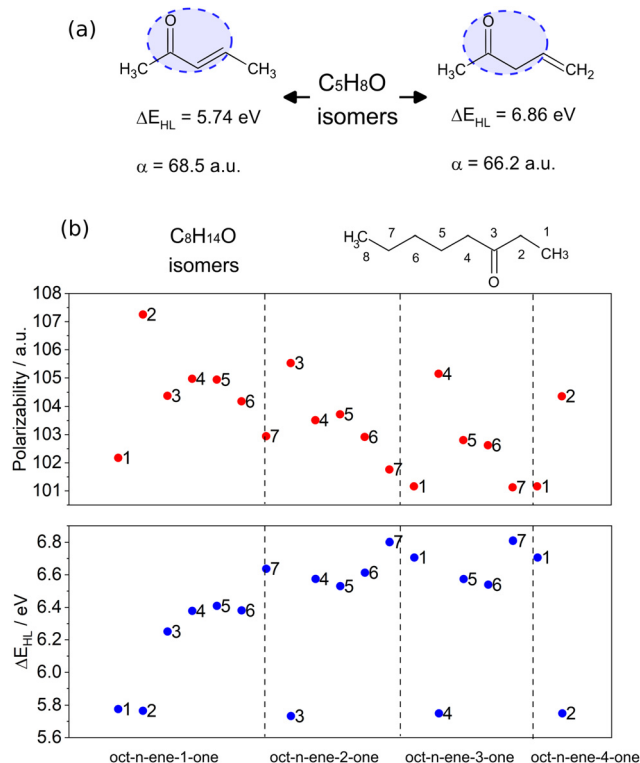 (a)
O
H3C
CH3
C5H8O
isomers
O
H3C
CH2
ΔEHL = 5.74 eV
α = 68.5 a.u.
ΔEHL = 6.86 eV
α = 66.2 a.u.
(b)
C8H14O
isomers
H3C
8
7
6
5
4
3
2
1
CH3
O
108
107
106
105
104
103
102
101
Polarizability / a.u.
1
2
3
4
5
6
7
3
4
5
6
7
1
4
5
6
7
1
2
6.8
6.6
6.4
6.2
6.0
5.8
5.6
ΔEHL / eV
1
2
3
4
5
6
7
3
4
5
6
7
1
4
5
6
7
1
2
oct-n-ene-1-one
oct-n-ene-2-one
oct-n-ene-3-one
oct-n-ene-4-one